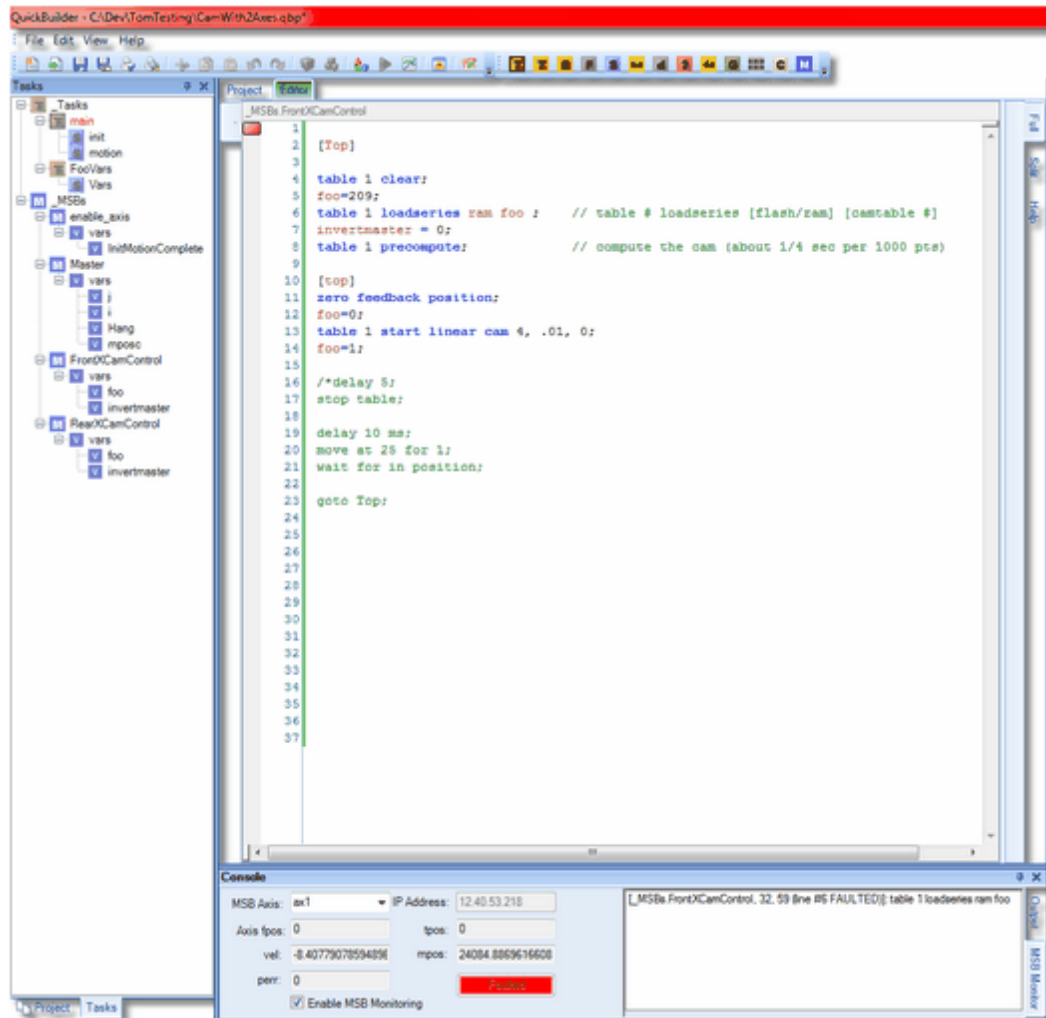 QuickBuilder - C:\Dev\TomTesting\CamWith2Axes.qbp*
File Edit View Help
Tasks
_Tasks
main
init
motion
FooVars
Vars
_MSBs
enable_axis
vars
InitMotionComplete
Master
vars
j
i
Hang
mposc
FrontXCamControl
vars
foo
invertmaster
RearXCamControl
vars
foo
invertmaster
Project Tasks
Project Editor
_MSBs.FrontXCamControl
1
2 [Top]
3
4 table 1 clear;
5 foo=209;
6 table 1 loadseries ram foo ; // table # loadseries [flash/ram] [camtable #]
7 invertmaster = 0;
8 table 1 precompute; // compute the cam (about 1/4 sec per 1000 pts)
9
10 [top]
11 zero feedback position;
12 foo=0;
13 table 1 start linear cam 4, .01, 0;
14 foo=1;
15
16 /*delay 5;
17 stop table;
18
19 delay 10 ms;
20 move at 25 for 1;
21 wait for in position;
22
23 goto Top;
24
25
26
27
28
29
30
31
32
33
34
35
36
37
Full
Split
Help
Console
MSB Axis: ax1 IP Address: 12.40.53.218
Axis fpos: 0 tpos: 0
vel: -8.40779078594896 mpos: 24084.8869616608
perr: 0 Faulted
Enable MSB Monitoring
[_MSBs.FrontXCamControl, 32, 59 (line #6 FAULTED)]: table 1 loadseries ram foo
Output
MSB Monitor